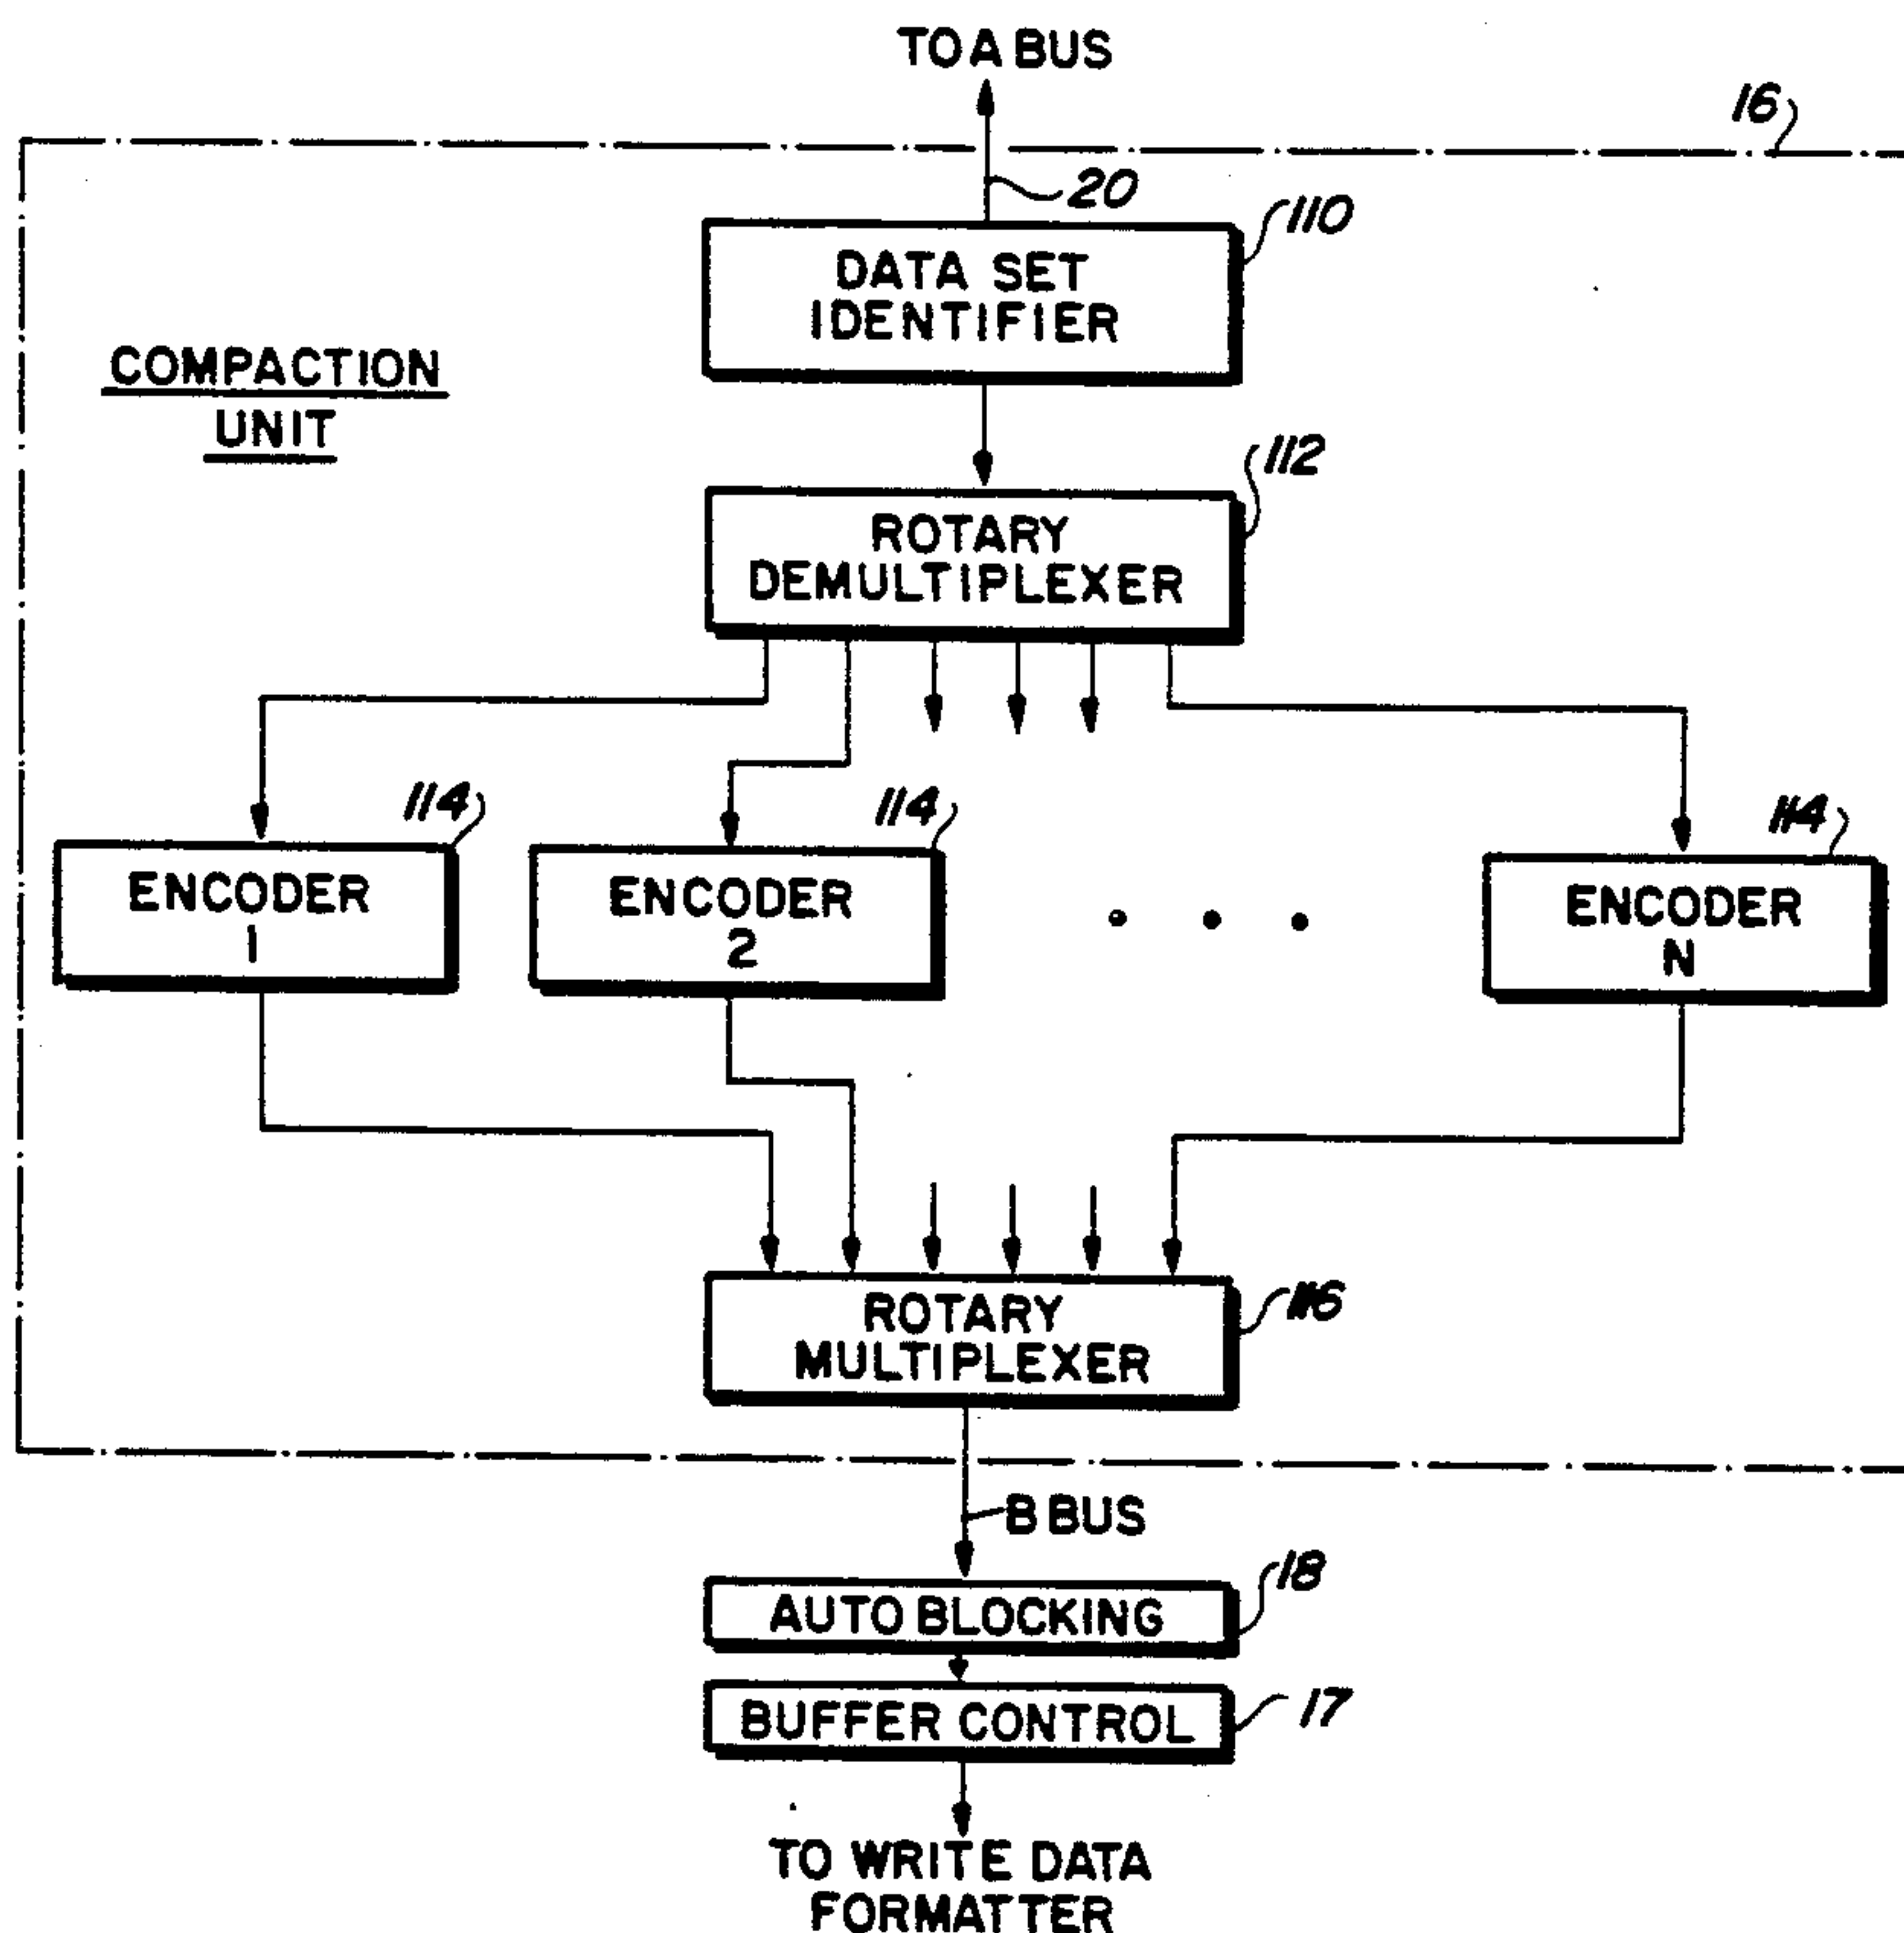 TO A BUS
16
20
110
DATA SET
IDENTIFIER
COMPACTION
UNIT
112
ROTARY
DEMULTIPLEXER
114
114
114
ENCODER
1
ENCODER
2
ENCODER
N
ROTARY
MULTIPLEXER
116
B BUS
18
AUTO BLOCKING
BUFFER CONTROL
17
TO WRITE DATA
FORMATTER